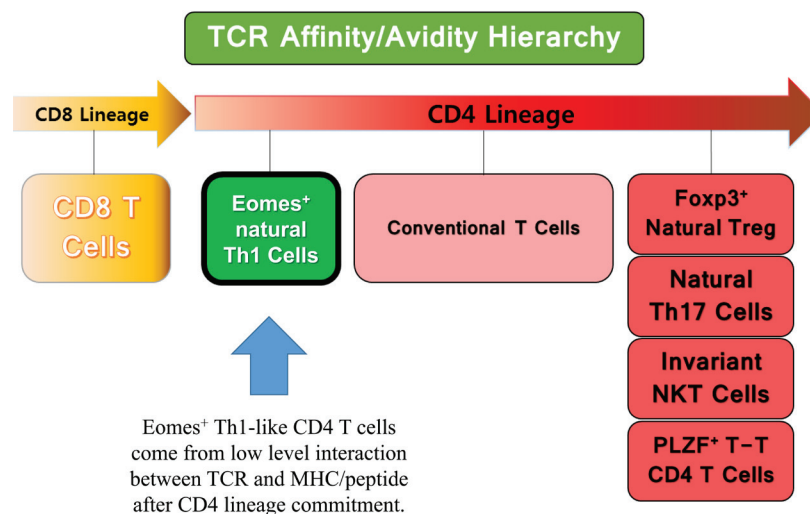 TCR Affinity/Avidity Hierarchy
CD8 Lineage
CD4 Lineage
CD8 T
Cells
Eomes⁺
natural
Th1 Cells
Conventional T Cells
Foxp3⁺
Natural Treg
Natural
Th17 Cells
Invariant
NKT Cells
PLZF⁺ T-T
CD4 T Cells
Eomes⁺ Th1-like CD4 T cells
come from low level interaction
between TCR and MHC/peptide
after CD4 lineage commitment.